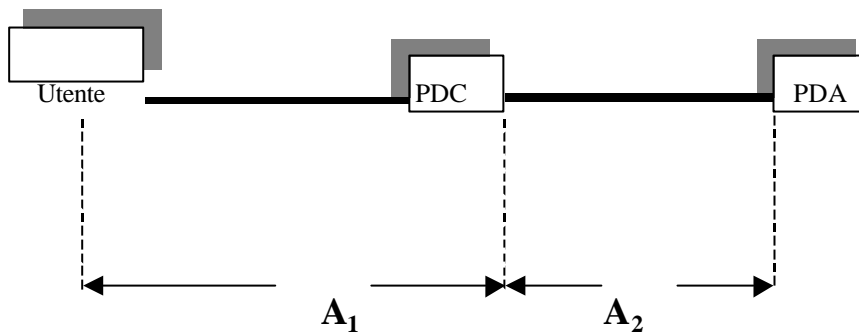 Utente
PDC
PDA
A₁
A₂